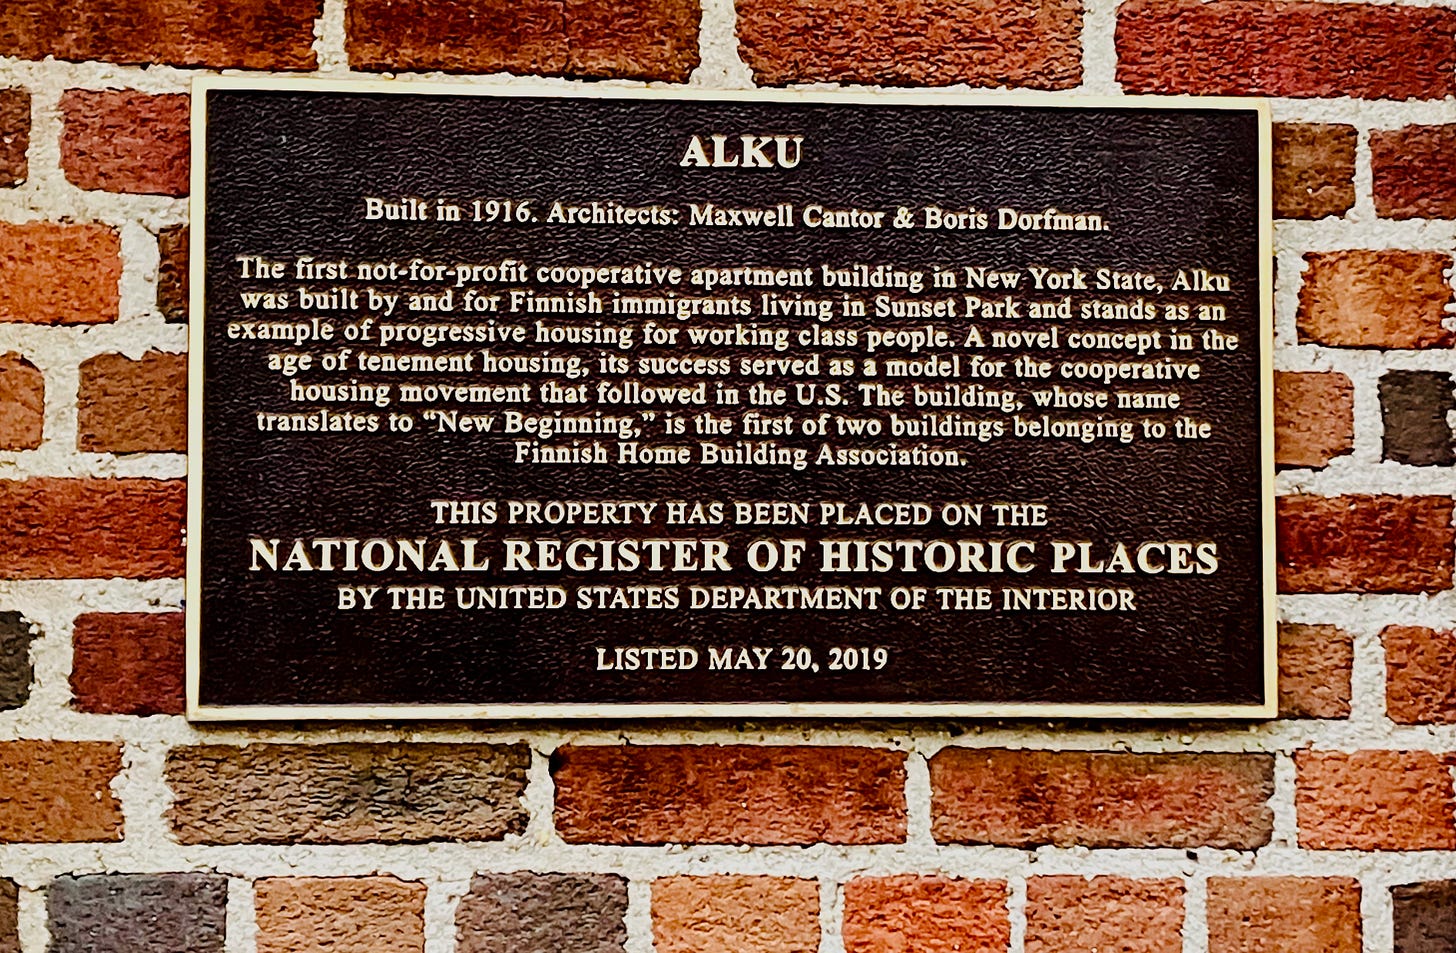 ALKU
Built in 1916. Architects: Maxwell Cantor & Boris Dorfman.
The first not-for-profit cooperative apartment building in New York State, Alku
was built by and for Finnish immigrants living in Sunset Park and stands as an
example of progressive housing for working class people. A novel concept in the
age of tenement housing, its success served as a model for the cooperative
housing movement that followed in the U.S. The building, whose name
translates to “New Beginning,” is the first of two buildings belonging to the
Finnish Home Building Association.
THIS PROPERTY HAS BEEN PLACED ON THE
NATIONAL REGISTER OF HISTORIC PLACES
BY THE UNITED STATES DEPARTMENT OF THE INTERIOR
LISTED MAY 20, 2019